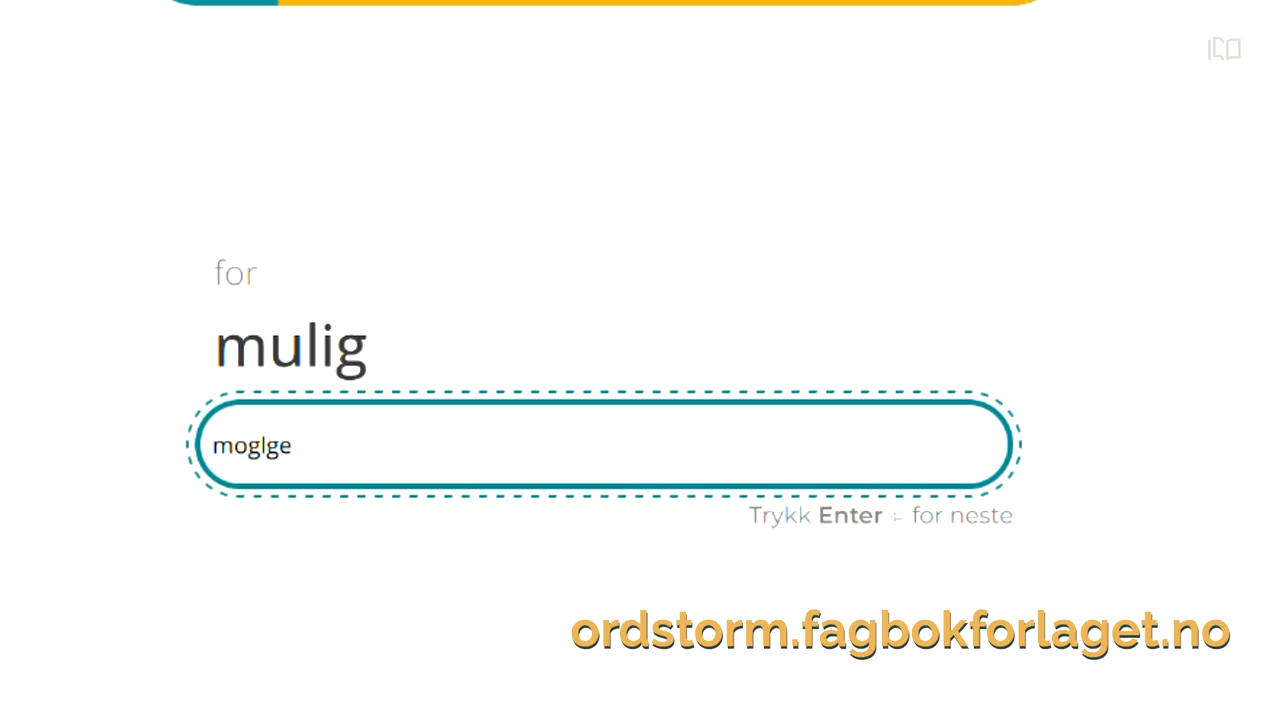 for
mulig
moglge
Trykk Enter for neste
ordstorm.fagbokforlaget.no